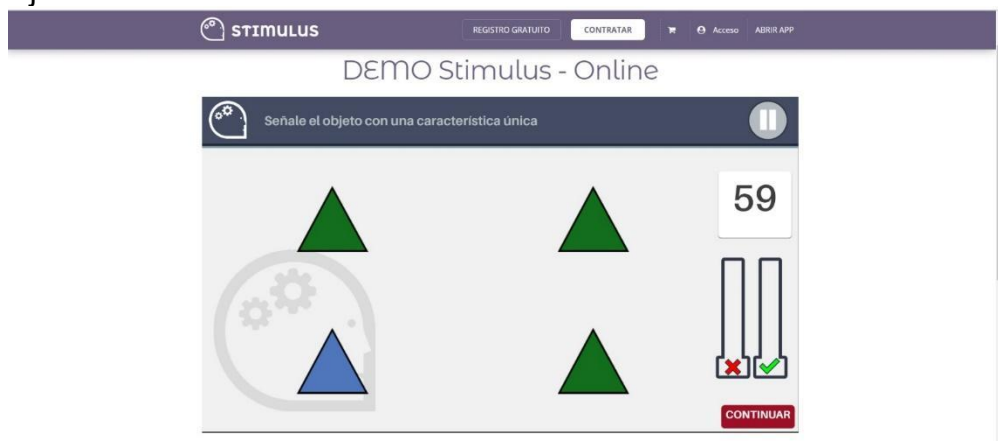 STIMULUS REGISTRO GRATUITO CONTRATAR Acceso ABRIR APP
DEMO Stimulus - Online
Señale el objeto con una característica única
59
CONTINUAR